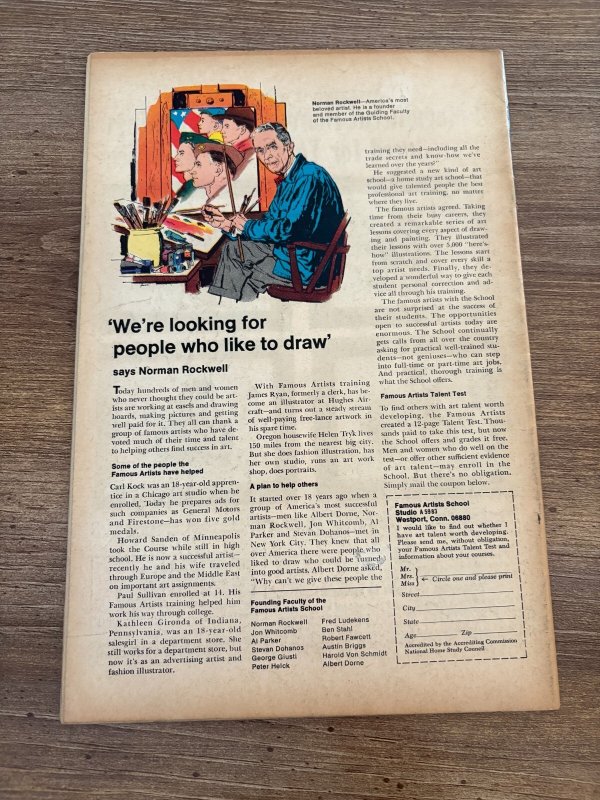 Norman Rockwell—America's most
beloved artist. He is a founder
and member of the Guiding Faculty
of the Famous Artists School.
'We're looking for
people who like to draw'
says Norman Rockwell
Today hundreds of men and women
who never thought they could be art-
ists are working at easels and drawing
boards, making pictures and getting
well paid for it. They all can thank a
group of famous artists who have de-
voted much of their time and talent
to helping others find success in art.
Some of the people the
Famous Artists have helped
Carl Kock was an 18-year-old appren-
tice in a Chicago art studio when he
enrolled. Today he prepares ads for
such companies as General Motors
and Firestone—has won five gold
medals.
Howard Sanden of Minneapolis
took the Course while still in high
school. He is now a successful artist—
recently he and his wife traveled
through Europe and the Middle East
on important art assignments.
Paul Sullivan enrolled at 14. His
Famous Artists training helped him
work his way through college.
Kathleen Gironda of Indiana,
Pennsylvania, was an 18-year-old
salesgirl in a department store. She
still works for a department store, but
now it's as an advertising artist and
fashion illustrator.
With Famous Artists training
James Ryan, formerly a clerk, has be-
come an illustrator at Hughes Air-
craft—and turns out a steady stream
of well-paying free-lance artwork in
his spare time.
Oregon housewife Helen Tryk lives
150 miles from the nearest big city.
But she does fashion illustration, has
her own studio, runs an art work
shop, does portraits.
A plan to help others
It started over 18 years ago when a
group of America's most successful
artists—men like Albert Dorne, Nor-
man Rockwell, Jon Whitcomb, Al
Parker and Stevan Dohanos—met in
New York City. They knew that all
over America there were people who
liked to draw who could be turned
into good artists. Albert Dorne asked,
"Why can't we give these people the
Founding Faculty of the
Famous Artists School
Norman Rockwell
Jon Whitcomb
Al Parker
Stevan Dohanos
George Giusti
Peter Helck
Fred Ludekens
Ben Stahl
Robert Fawcett
Austin Briggs
Harold Von Schmidt
Albert Dorne
training they need—including all the
trade secrets and know-how we've
learned over the years?"
He suggested a new kind of art
school—a home study art school—that
would give talented people the best
professional art training, no matter
where they live.
The famous artists agreed. Taking
time from their busy careers, they
created a remarkable series of art
lessons covering every aspect of draw-
ing and painting. They illustrated
their lessons with over 5,000 "here's-
how" illustrations. The lessons start
from scratch and cover every skill a
top artist needs. Finally, they de-
veloped a wonderful way to give each
student personal correction and ad-
vice all through his training.
The famous artists with the School
are not surprised at the success of
their students. The opportunities
open to successful artists today are
enormous. The School continually
gets calls from all over the country
asking for practical well-trained stu-
dents—not geniuses—who can step
into full-time or part-time art jobs.
And practical, thorough training is
what the School offers.
Famous Artists Talent Test
To find others with art talent worth
developing, the Famous Artists
created a 12-page Talent Test. Thou-
sands paid to take this test, but now
the School offers and grades it free.
Men and women who do well on the
test—or offer other sufficient evidence
of art talent—may enroll in the
School. But there's no obligation.
Simply mail the coupon below.
Famous Artists School
Studio A 5993
Westport, Conn. 06880
I would like to find out whether I
have art talent worth developing.
Please send me, without obligation,
your Famous Artists Talent Test and
information about your courses.
Mr.
Mrs.
Miss
Circle one and please print
Street
City
State
Age Zip
Accredited by the Accrediting Commission
National Home Study Council